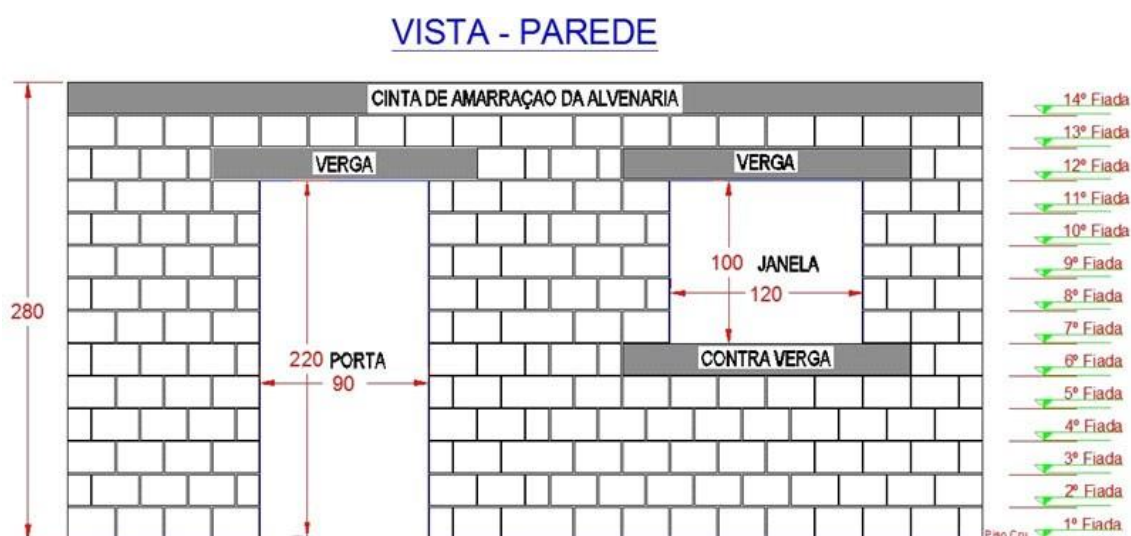 VISTA - PAREDE
CINTA DE AMARRAÇAO DA ALVENARIA
14º Fiada
13º Fiada
VERGA
VERGA
12º Fiada
11º Fiada
10º Fiada
100 JANELA
9º Fiada
120
8º Fiada
280
7º Fiada
220 PORTA
CONTRA VERGA
6º Fiada
90
5º Fiada
4º Fiada
3º Fiada
2º Fiada
1º Fiada